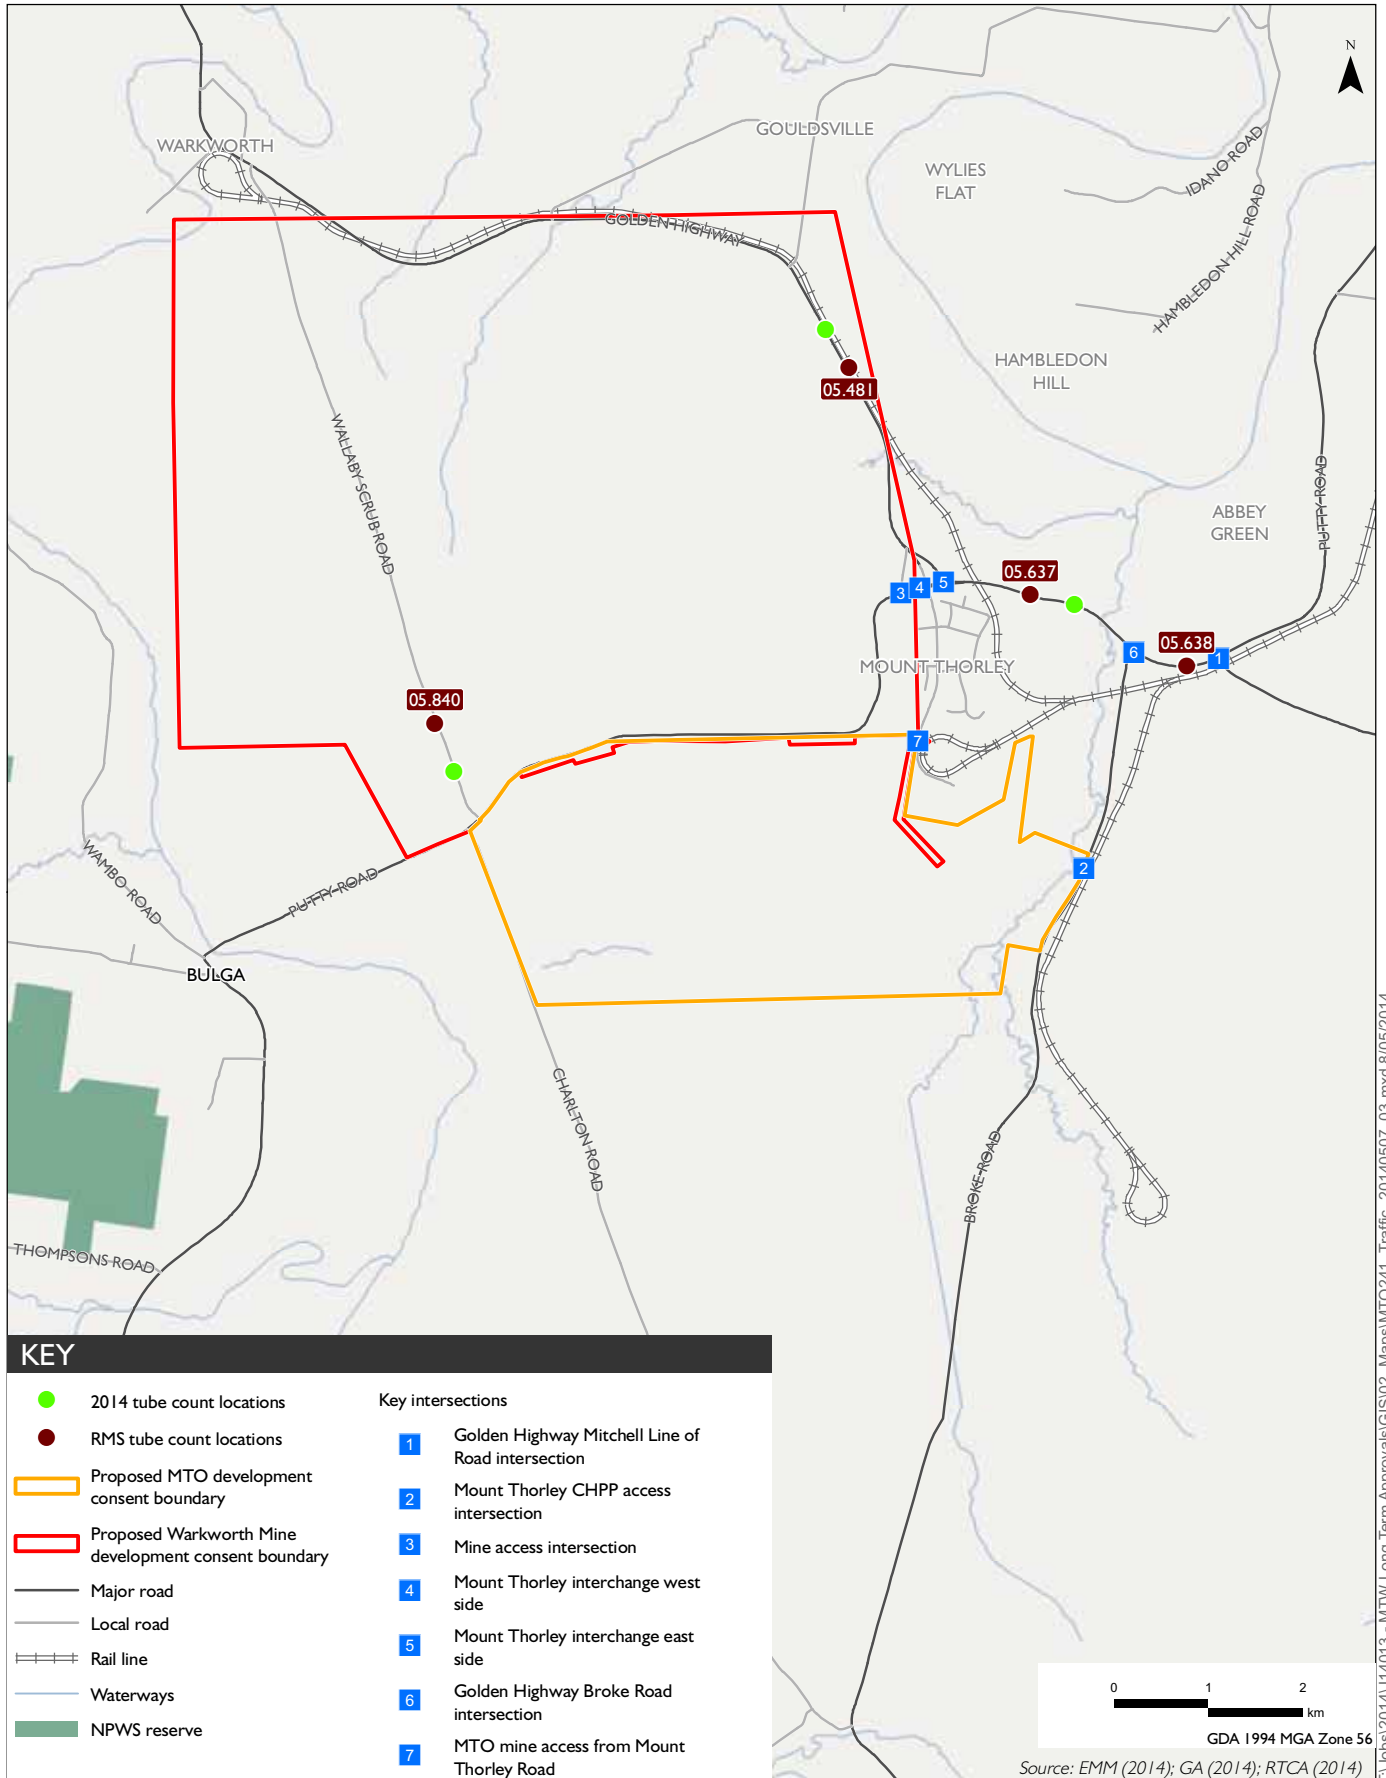 N
WARKWORTH
GOULDSVILLE
WYLIES
FLAT
IDANO ROAD
HAMBLEDON HILL ROAD
GOLDEN HIGHWAY
HAMBLEDON
HILL
05.481
WALLABY SCRUB ROAD
PUTTY ROAD
ABBEY
GREEN
05.637
3
4
5
05.638
6
1
MOUNT THORLEY
05.840
7
2
WAMBO ROAD
PUTTY ROAD
BULGA
CHARLTON ROAD
BROKE ROAD
THOMPSONS ROAD
KEY
2014 tube count locations
RMS tube count locations
Proposed MTO development
consent boundary
Proposed Warkworth Mine
development consent boundary
Major road
Local road
Rail line
Waterways
NPWS reserve
Key intersections
1 Golden Highway Mitchell Line of
Road intersection
2 Mount Thorley CHPP access
intersection
3 Mine access intersection
4 Mount Thorley interchange west
side
5 Mount Thorley interchange east
side
6 Golden Highway Broke Road
intersection
7 MTO mine access from Mount
Thorley Road
0 1 2
km
GDA 1994 MGA Zone 56
Source: EMM (2014); GA (2014); RTCA (2014)